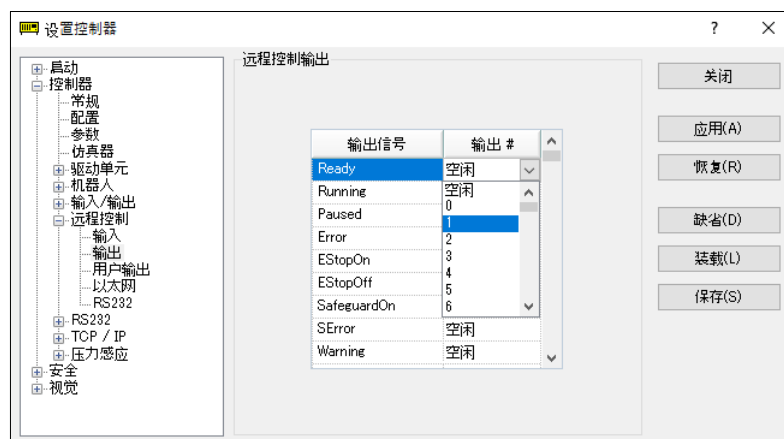 设置控制器
?
启动
控制器
常规
配置
参数
仿真器
驱动单元
机器人
输入/输出
远程控制
输入
输出
用户输出
以太网
RS232
RS232
TCP / IP
压力感应
安全
视觉
远程控制输出
输出信号 输出 #
Ready 空闲
Running 空闲
Paused 0
Error 1
EStopOn 2
EStopOff 3
SafeguardOn 4
5
6
SError 空闲
Warning 空闲
关闭
应用(A)
恢复(R)
缺省(D)
装载(L)
保存(S)